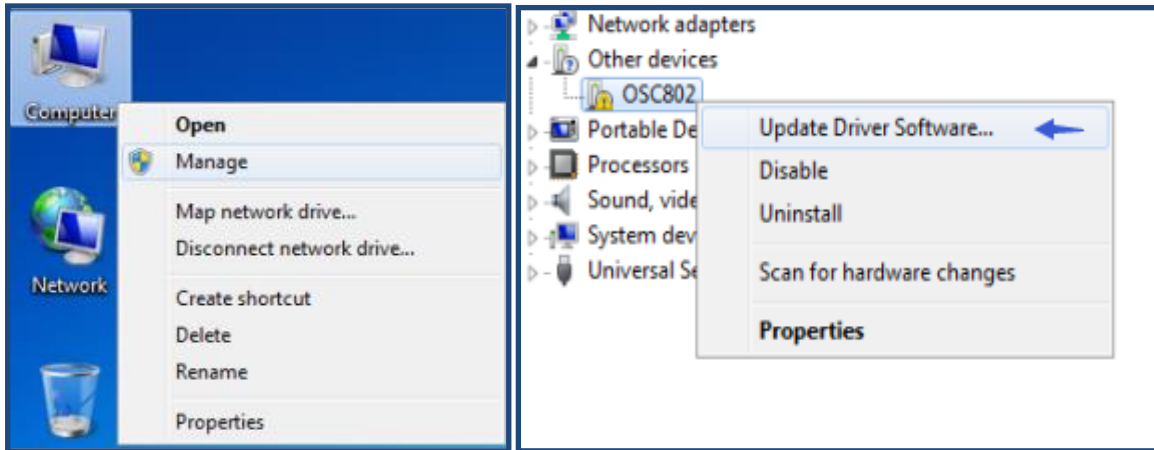 Computer
Open
Manage
Map network drive...
Disconnect network drive...
Network
Create shortcut
Delete
Rename
Properties
Network adapters
Other devices
OSC802
Portable De
Update Driver Software...
Processors
Disable
Sound, vide
Uninstall
System dev
Universal Se
Scan for hardware changes
Properties